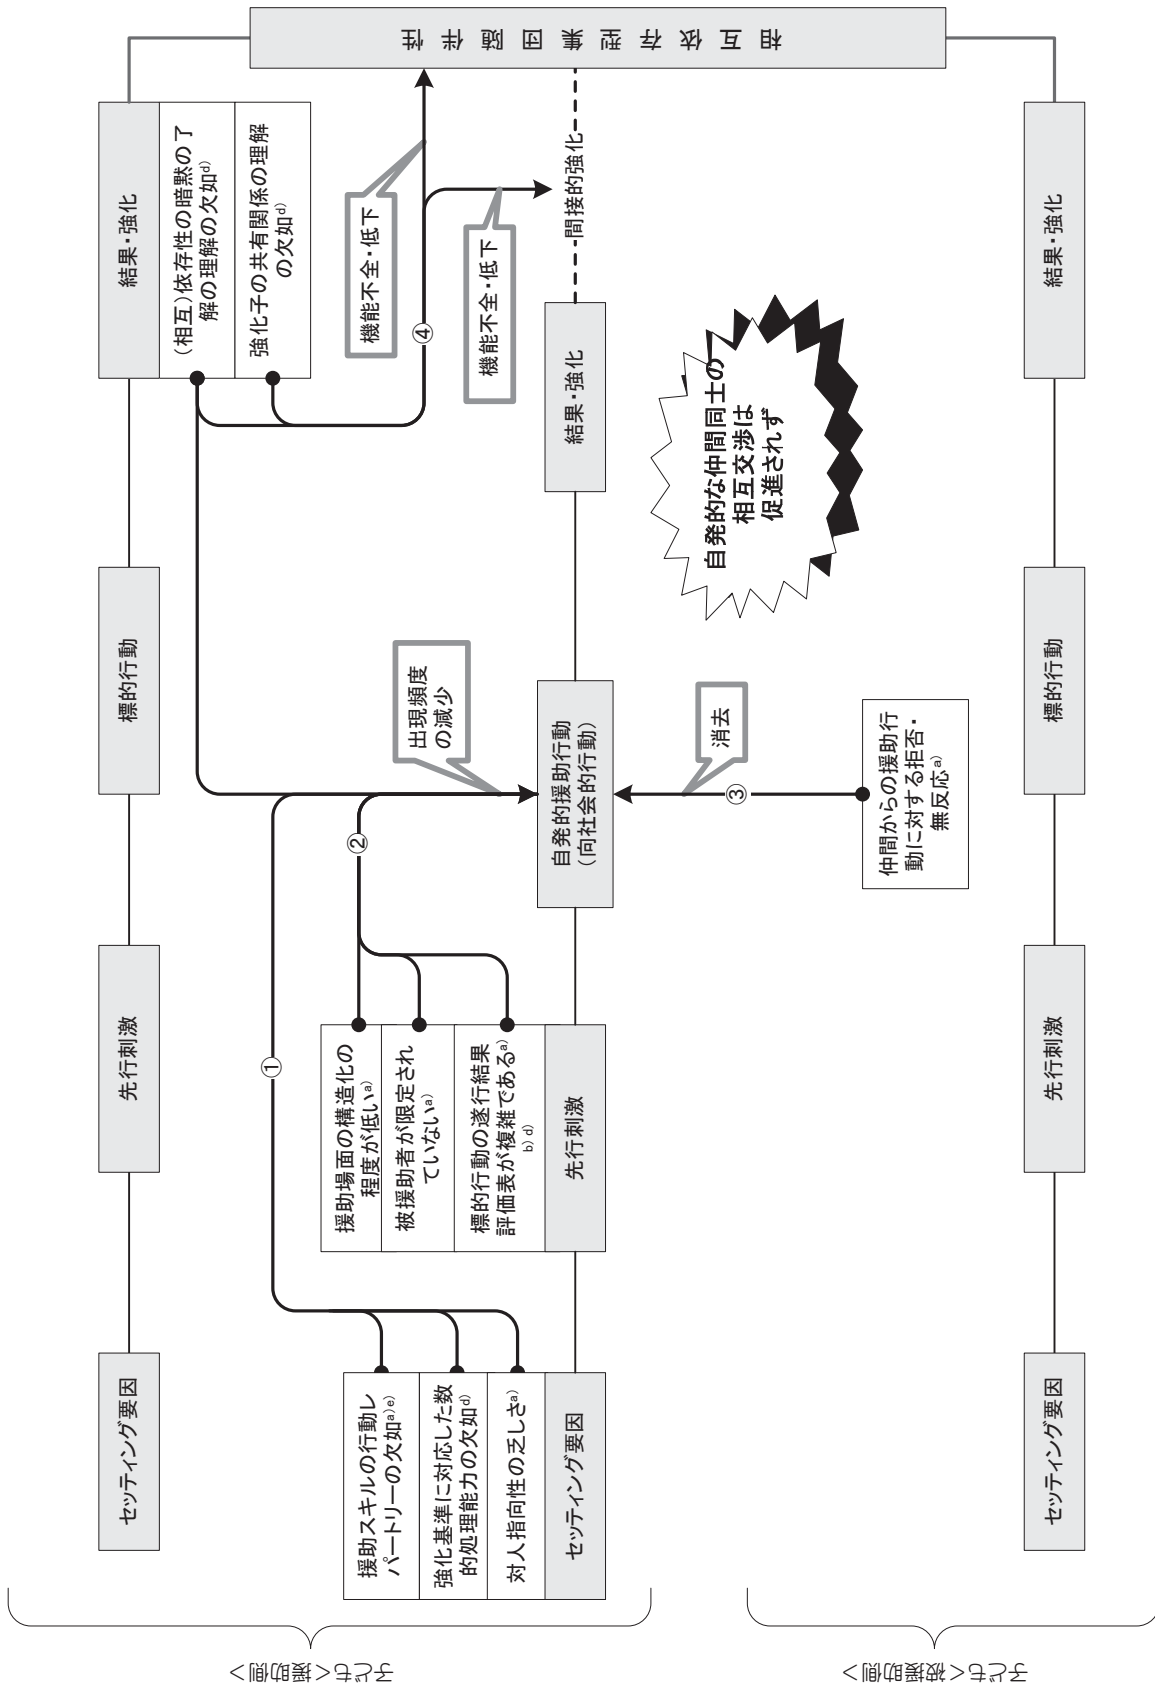 子ども<援助側>
セッティング要因
先行刺激
標的行動
結果・強化
(相互)依存性の暗黙の了
解の理解の欠如d)
強化子の共有関係の理解
の欠如d)
①
②
④
機能不全・低下
機能不全・低下
援助スキルの行動レ
パートリーの欠如a)e)
強化基準に対応した数
的処理能力の欠如d)
対人指向性の乏しさa)
セッティング要因
援助場面の構造化の
程度が低いa)
被援助者が限定され
ていないa)
標的行動の遂行結果
評価表が複雑であるa)
b) d)
先行刺激
出現頻度
の減少
自発的援助行動
(向社会的行動)
結果・強化
間接的強化
相互依存型集団随伴性
消去
③
仲間からの援助行
動に対する拒否・
無反応a)
自発的な仲間同士の
相互交渉は
促進されず
子ども<被援助側>
セッティング要因
先行刺激
標的行動
結果・強化